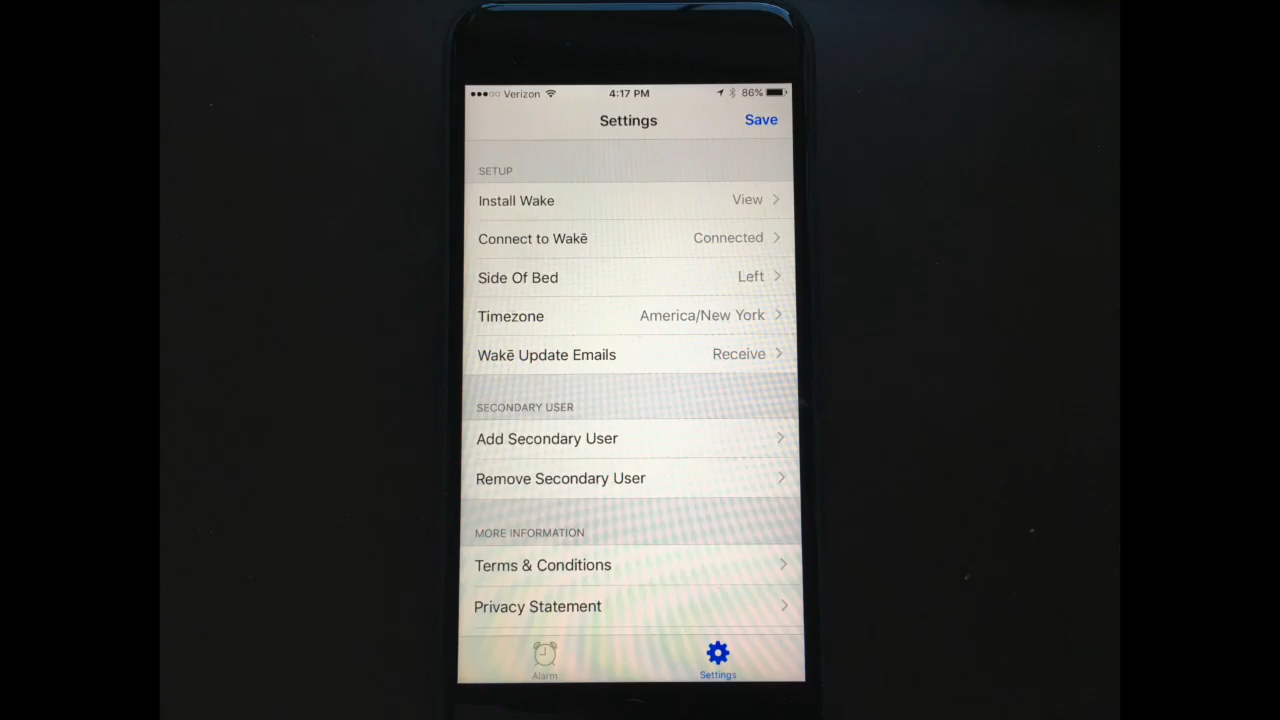 Verizon 4:17 PM 86%
Settings Save
SETUP
Install Wake View
Connect to Wakē Connected
Side Of Bed Left
Timezone America/New York
Wakē Update Emails Receive
SECONDARY USER
Add Secondary User
Remove Secondary User
MORE INFORMATION
Terms & Conditions
Privacy Statement
Alarm Settings